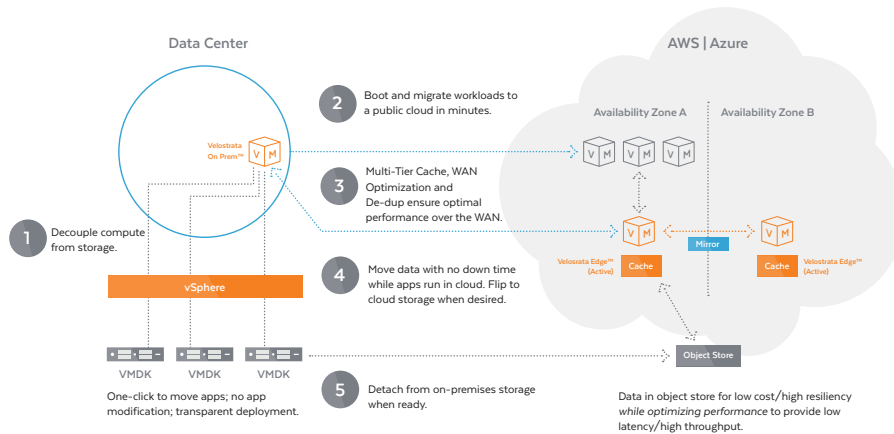 Data Center
AWS | Azure
2
Boot and migrate workloads to
a public cloud in minutes.
Availability Zone A
Availability Zone B
Velostrata
On Prem™
V M
V M
V M
V M
3
Multi-Tier Cache, WAN
Optimization and
De-dup ensure optimal
performance over the WAN.
1
Decouple compute
from storage.
V M
V M
Mirror
Velosrata Edge™
(Active)
Cache
Cache
Velostrata Edge™
(Active)
4
Move data with no down time
while apps run in cloud. Flip to
cloud storage when desired.
vSphere
Object Store
VMDK
VMDK
VMDK
5
Detach from on-premises storage
when ready.
One-click to move apps; no app
modification; transparent deployment.
Data in object store for low cost/high resiliency
while optimizing performance to provide low
latency/high throughput.